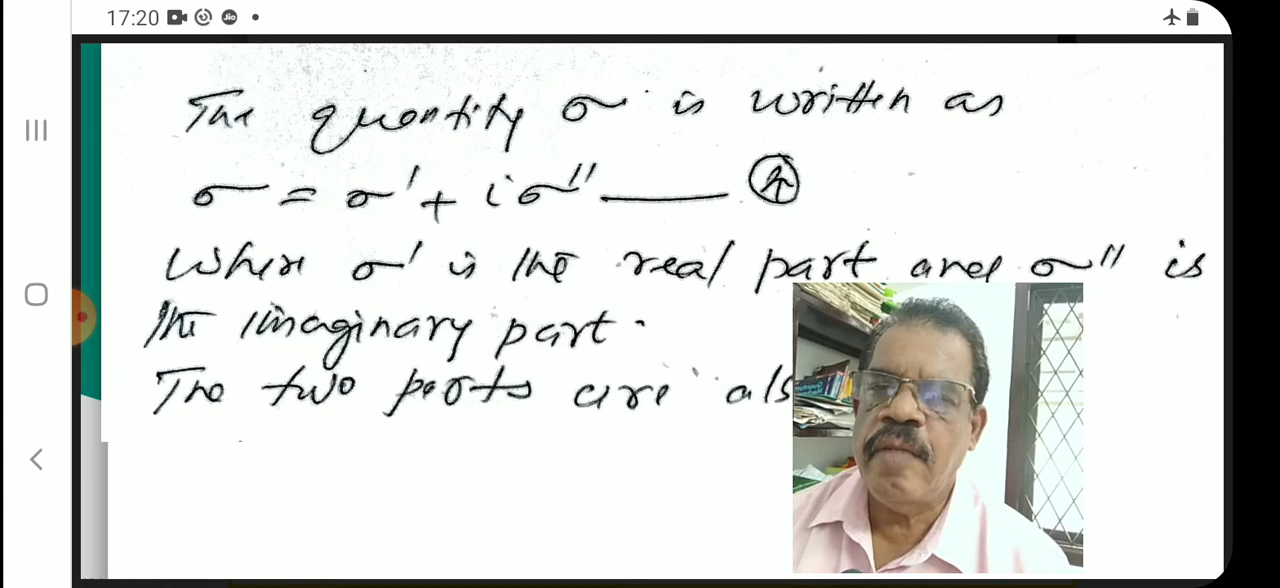 17:20
Jio
The quantity σ is written as
σ = σ' + i σ''
where σ' is the real part and σ'' is
the imaginary part.
The two parts are als